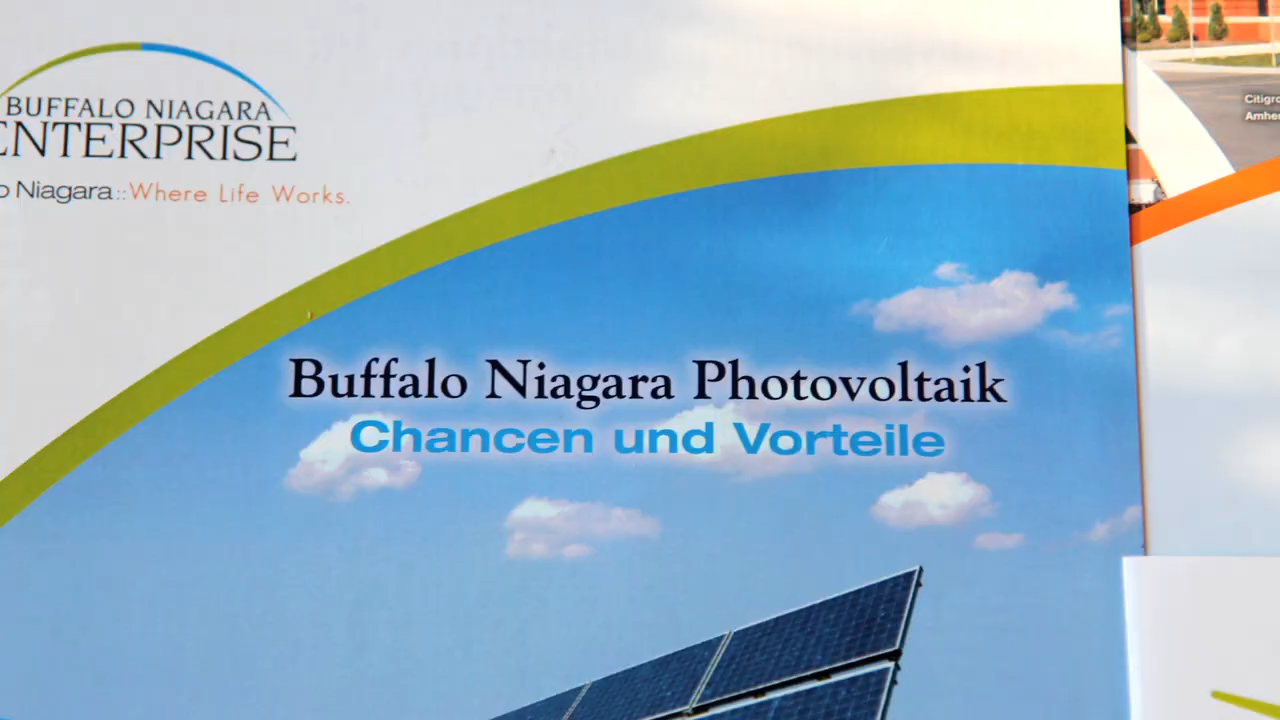 BUFFALO NIAGARA
ENTERPRISE
Niagara::Where Life Works.
Buffalo Niagara Photovoltaik
Chancen und Vorteile